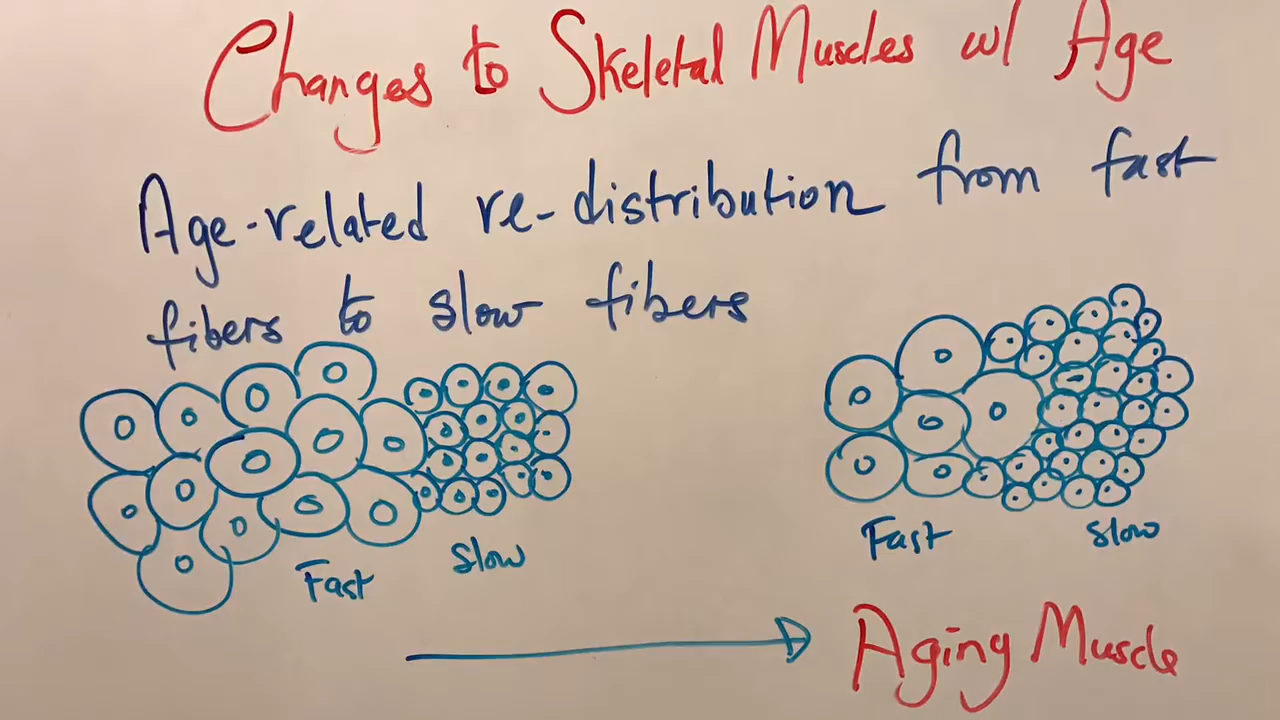 Changes to Skeletal Muscles w/ Age
Age-related re-distribution from fast
fibers to slow fibers
Fast
Slow
Fast
Slow
Aging Muscle